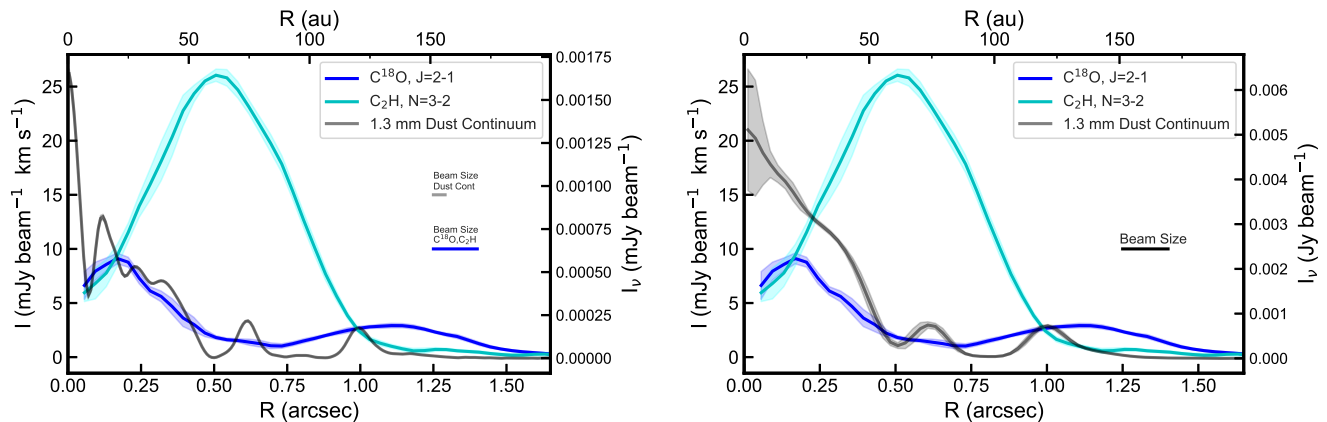 R (au)
0 50 100 150
25
20
15
10
5
0
I (mJy beam⁻¹ km s⁻¹)
C¹⁸O, J=2-1
C₂H, N=3-2
1.3 mm Dust Continuum
Beam Size
Dust Cont
Beam Size
C¹⁸O,C₂H
0.00175
0.00150
0.00125
0.00100
0.00075
0.00050
0.00025
0.00000
Iν (mJy beam⁻¹)
0.00 0.25 0.50 0.75 1.00 1.25 1.50
R (arcsec)
R (au)
0 50 100 150
25
20
15
10
5
0
I (mJy beam⁻¹ km s⁻¹)
C¹⁸O, J=2-1
C₂H, N=3-2
1.3 mm Dust Continuum
Beam Size
0.006
0.005
0.004
0.003
0.002
0.001
0.000
Iν (Jy beam⁻¹)
0.00 0.25 0.50 0.75 1.00 1.25 1.50
R (arcsec)